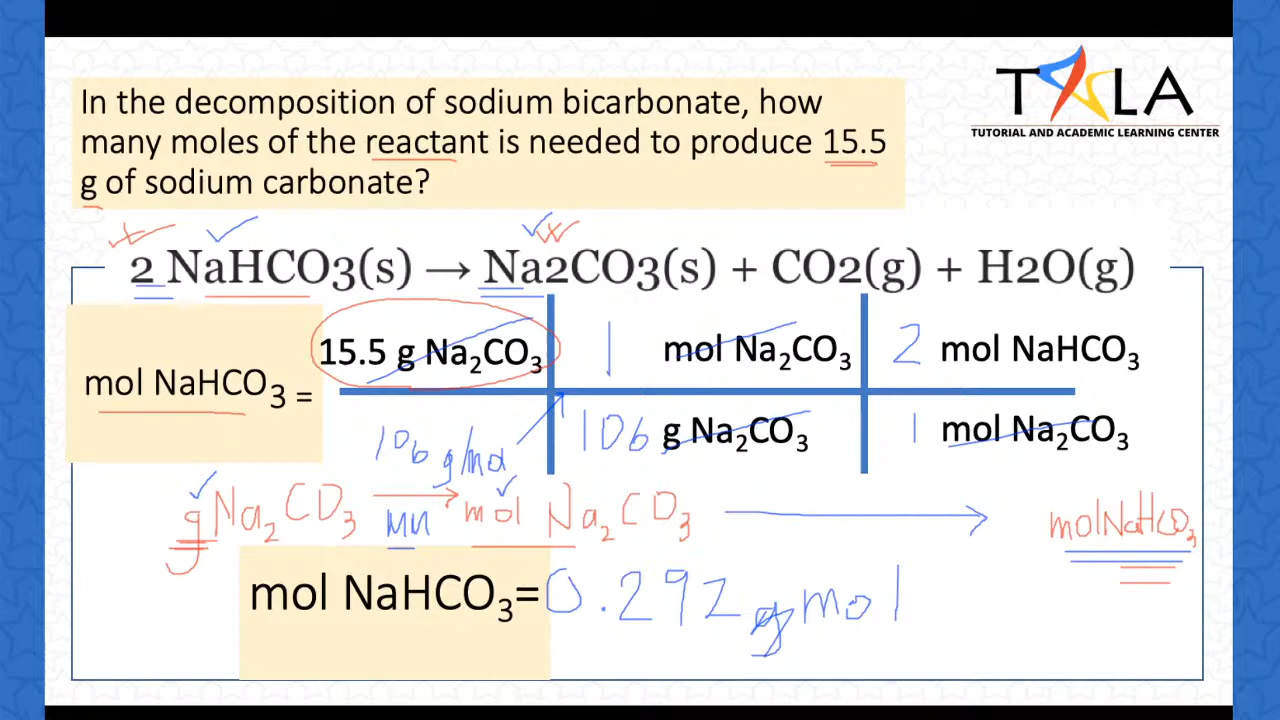 In the decomposition of sodium bicarbonate, how
many moles of the reactant is needed to produce 15.5
g of sodium carbonate?
TALA
TUTORIAL AND ACADEMIC LEARNING CENTER
2 NaHCO3(s) → Na2CO3(s) + CO2(g) + H2O(g)
mol NaHCO₃ =
15.5 g Na₂CO₃
1 mol Na₂CO₃
2 mol NaHCO₃
106 g Na₂CO₃
1 mol Na₂CO₃
106 g/mol
g Na₂CO₃ → mol Na₂CO₃ → mol NaHCO₃
mol NaHCO₃= 0.292 mol